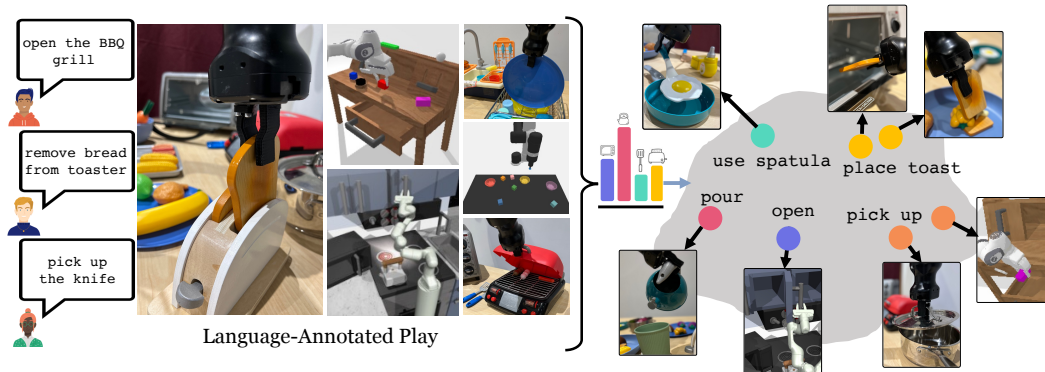 open the BBQ
grill
remove bread
from toaster
pick up
the knife
Language-Annotated Play
use spatula
place toast
pour
open
pick up